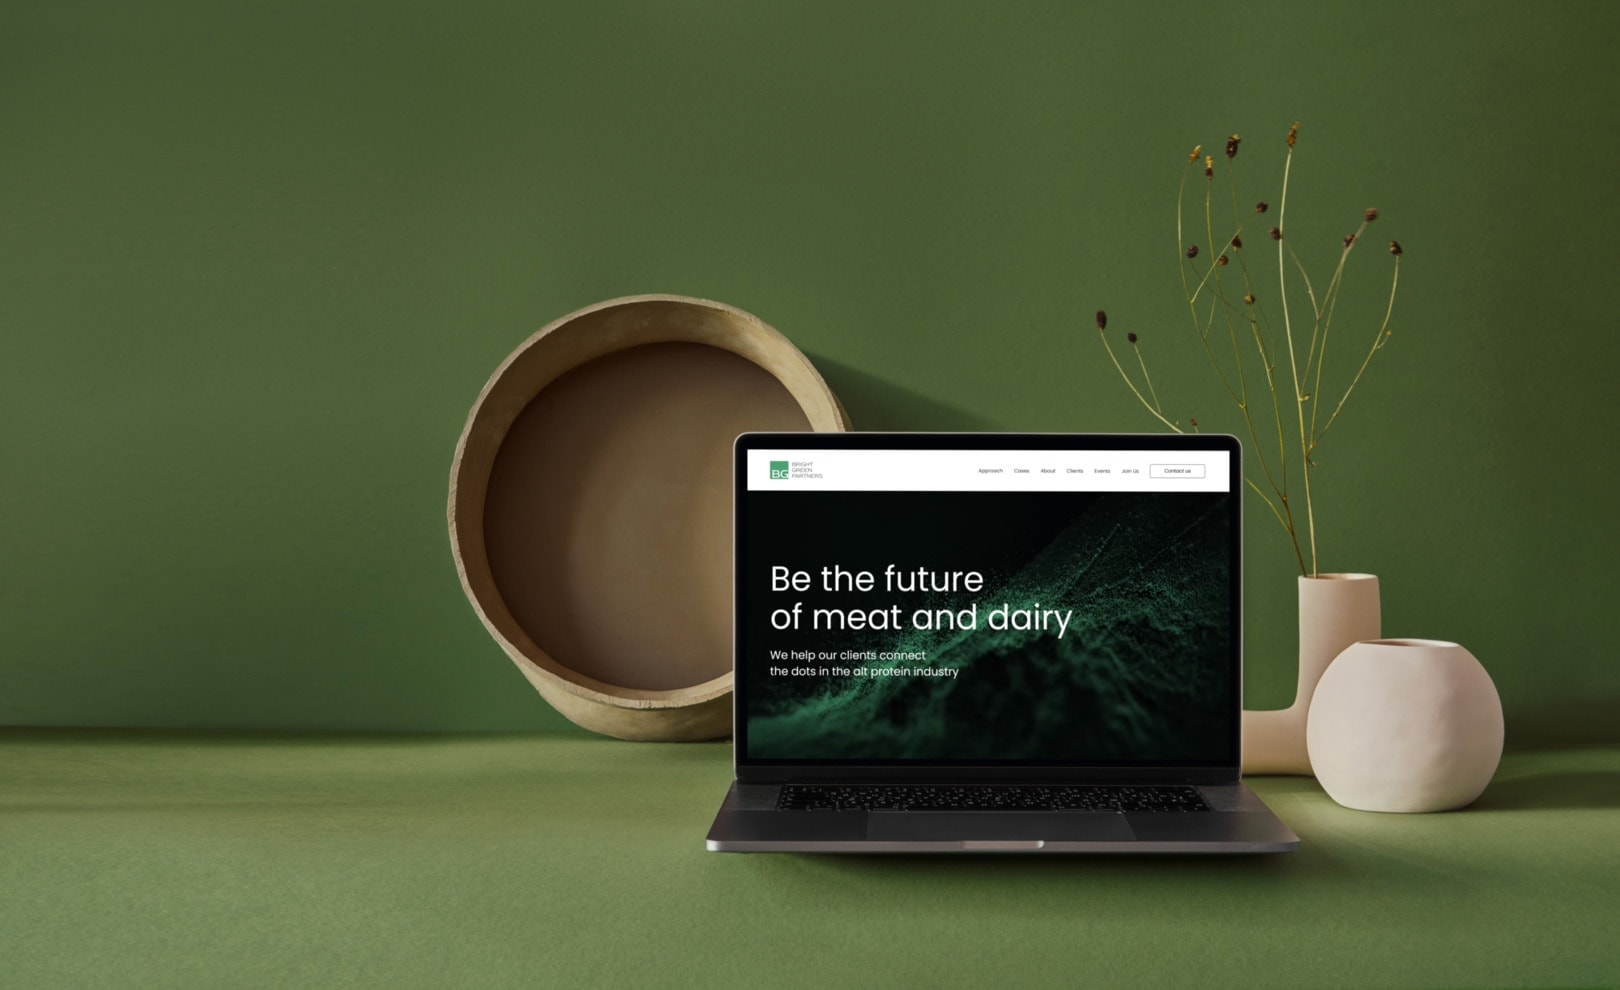 BG BRIGHT
GREEN
PARTNERS
Approach Cases About Clients Events Join Us Contact us
Be the future
of meat and dairy
We help our clients connect
the dots in the alt protein industry